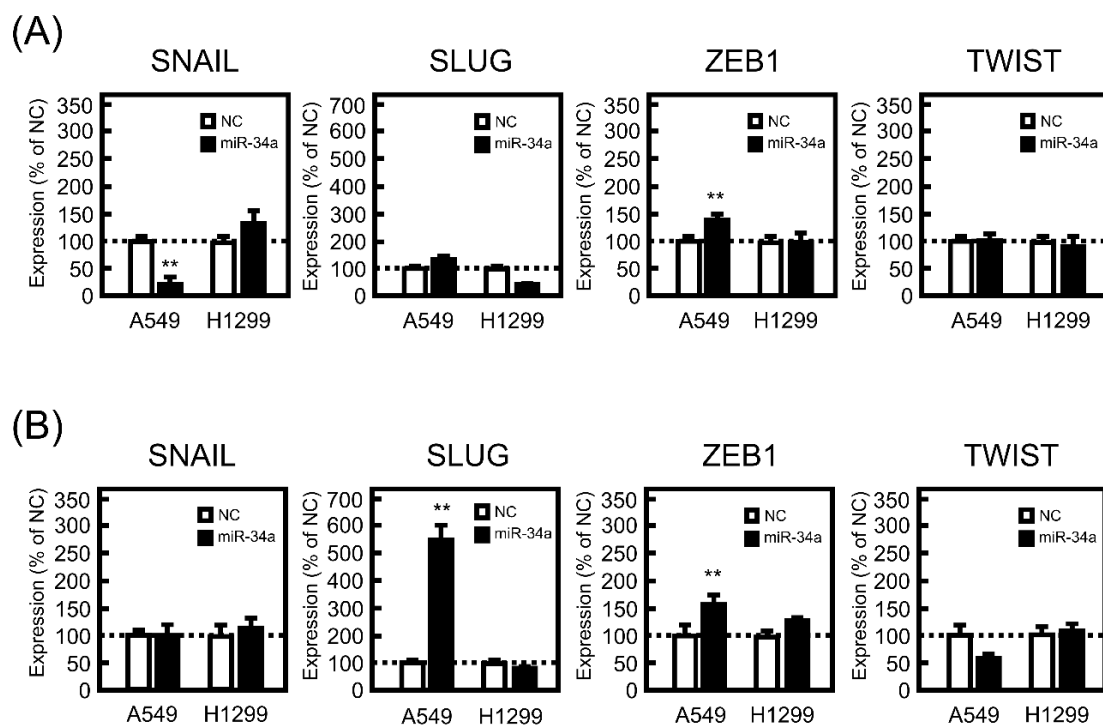 (A)
SNAIL
Expression (% of NC)
350
300
250
200
150
100
50
0
NC
miR-34a
**
A549 H1299
SLUG
Expression (% of NC)
700
600
500
400
300
200
100
0
NC
miR-34a
A549 H1299
ZEB1
Expression (% of NC)
350
300
250
200
150
100
50
0
NC
miR-34a
**
A549 H1299
TWIST
Expression (% of NC)
350
300
250
200
150
100
50
0
NC
miR-34a
A549 H1299
(B)
SNAIL
Expression (% of NC)
350
300
250
200
150
100
50
0
NC
miR-34a
A549 H1299
SLUG
Expression (% of NC)
700
600
500
400
300
200
100
0
**
NC
miR-34a
A549 H1299
ZEB1
Expression (% of NC)
350
300
250
200
150
100
50
0
NC
miR-34a
**
A549 H1299
TWIST
Expression (% of NC)
350
300
250
200
150
100
50
0
NC
miR-34a
A549 H1299